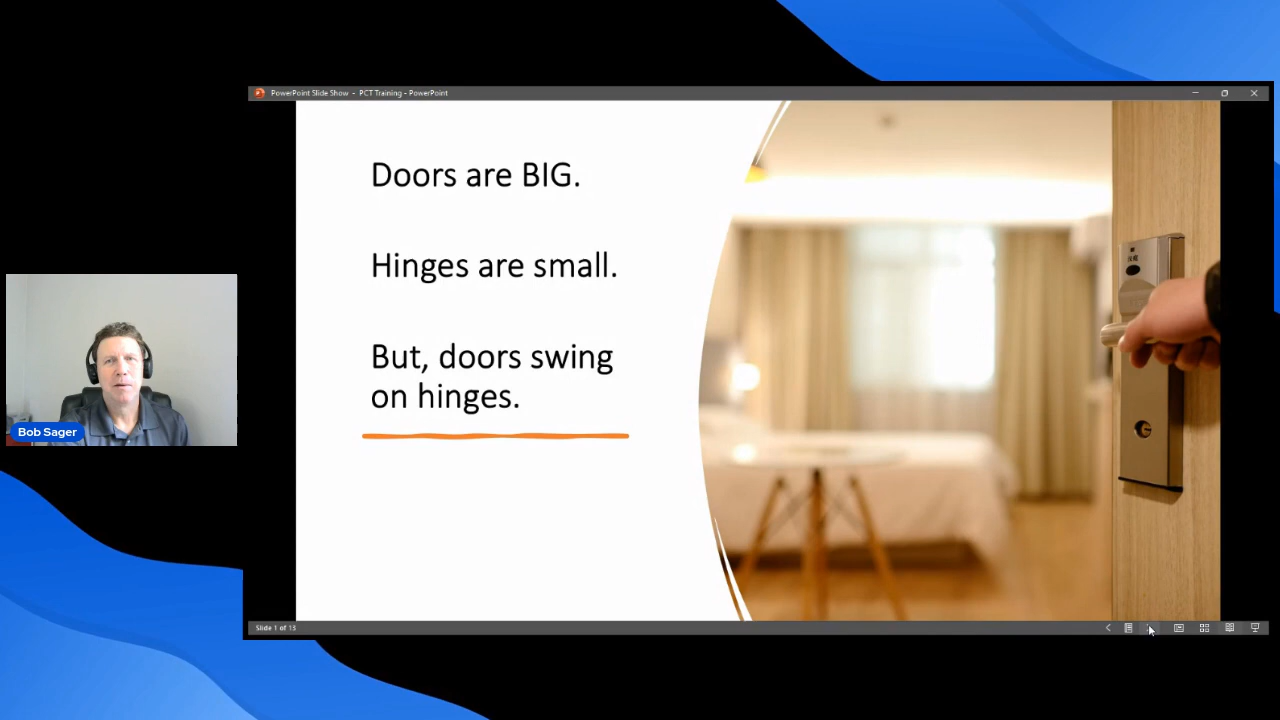 PowerPoint Slide Show - PCT Training - PowerPoint
Doors are BIG.
Hinges are small.
But, doors swing
on hinges.
Bob Sager
Slide 1 of 13